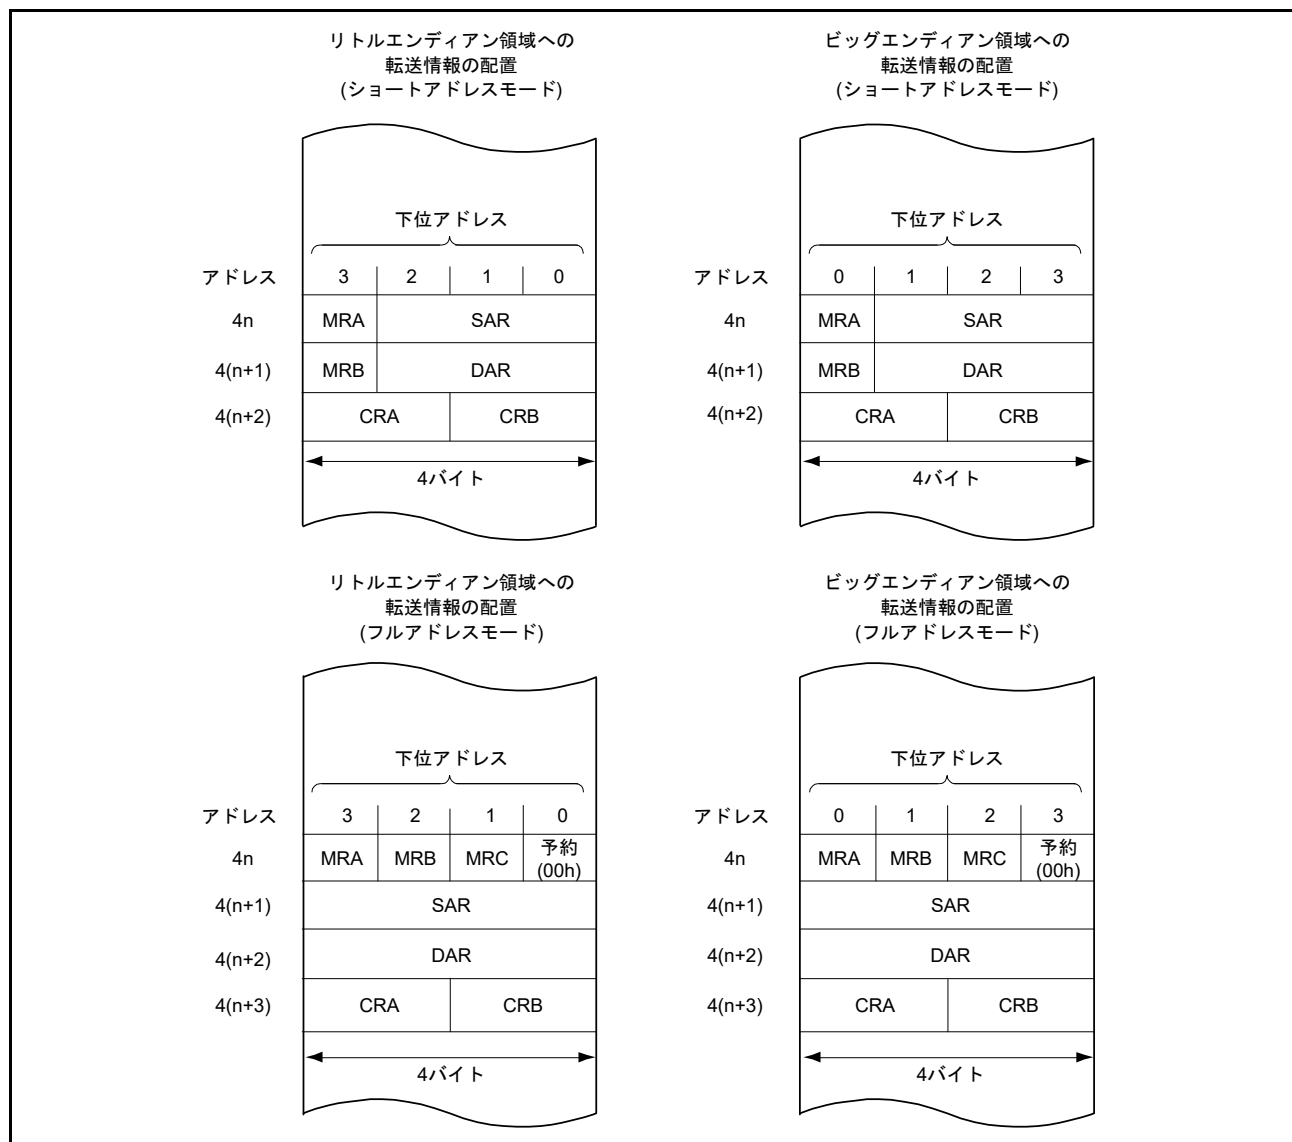 リトルエンディアン領域への
転送情報の配置
(ショートアドレスモード)
下位アドレス
アドレス 3 2 1 0
4n MRA SAR
4(n+1) MRB DAR
4(n+2) CRA CRB
4バイト
ビッグエンディアン領域への
転送情報の配置
(ショートアドレスモード)
下位アドレス
アドレス 0 1 2 3
4n MRA SAR
4(n+1) MRB DAR
4(n+2) CRA CRB
4バイト
リトルエンディアン領域への
転送情報の配置
(フルアドレスモード)
下位アドレス
アドレス 3 2 1 0
4n MRA MRB MRC 予約
(00h)
4(n+1) SAR
4(n+2) DAR
4(n+3) CRA CRB
4バイト
ビッグエンディアン領域への
転送情報の配置
(フルアドレスモード)
下位アドレス
アドレス 0 1 2 3
4n MRA MRB MRC 予約
(00h)
4(n+1) SAR
4(n+2) DAR
4(n+3) CRA CRB
4バイト